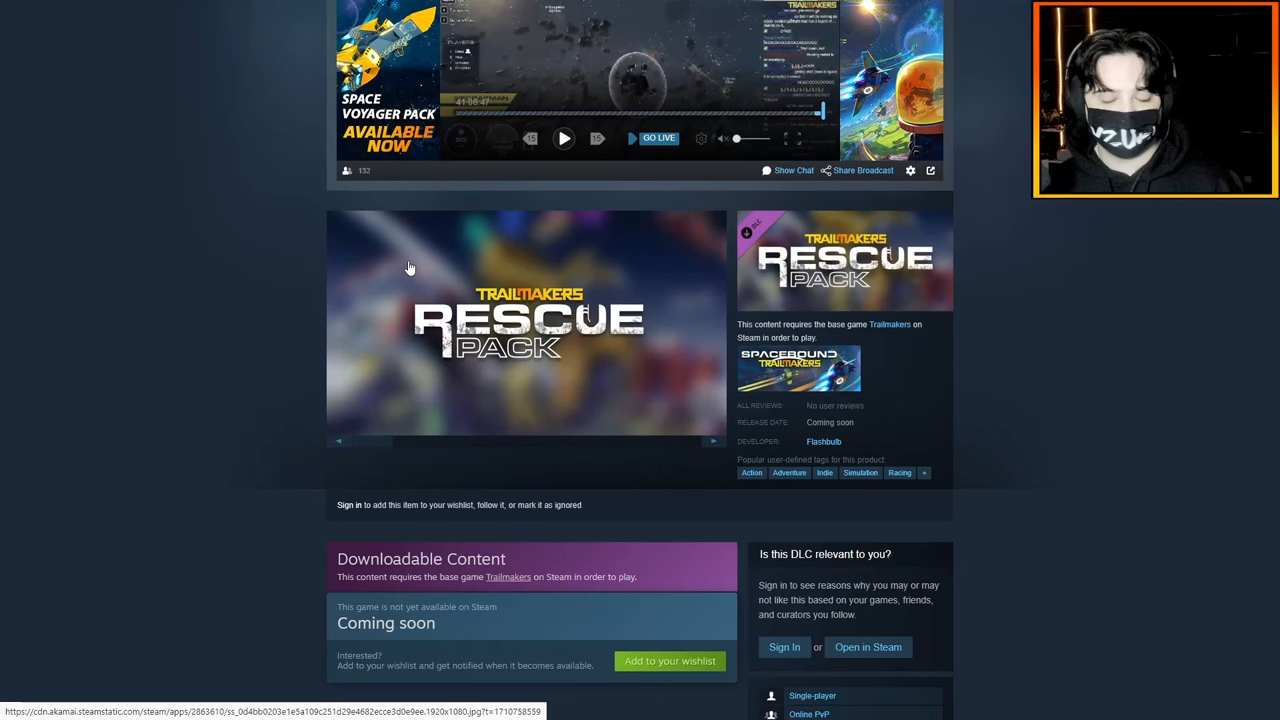 TRAILMAKERS
PLAYERS
SPACE
VOYAGER PACK
AVAILABLE
NOW
41:08:47
15
15
GO LIVE
132
Show Chat
Share Broadcast
TRAILMAKERS
RESCUE
PACK
DLC
TRAILMAKERS
RESCUE
PACK
This content requires the base game Trailmakers on
Steam in order to play.
SPACEBOUND
TRAILMAKERS
ALL REVIEWS: No user reviews
RELEASE DATE: Coming soon
DEVELOPER: Flashbulb
Popular user-defined tags for this product:
Action Adventure Indie Simulation Racing +
Sign in to add this item to your wishlist, follow it, or mark it as ignored
Downloadable Content
This content requires the base game Trailmakers on Steam in order to play.
This game is not yet available on Steam
Coming soon
Interested?
Add to your wishlist and get notified when it becomes available.
Add to your wishlist
Is this DLC relevant to you?
Sign in to see reasons why you may or may
not like this based on your games, friends,
and curators you follow.
Sign In or Open in Steam
Single-player
Online PvP
https://cdn.akamai.steamstatic.com/steam/apps/2863610/ss_0d4bb0203e1e5a109c251d29e4682ecce3d0e9ee.1920x1080.jpg?t=1710758559